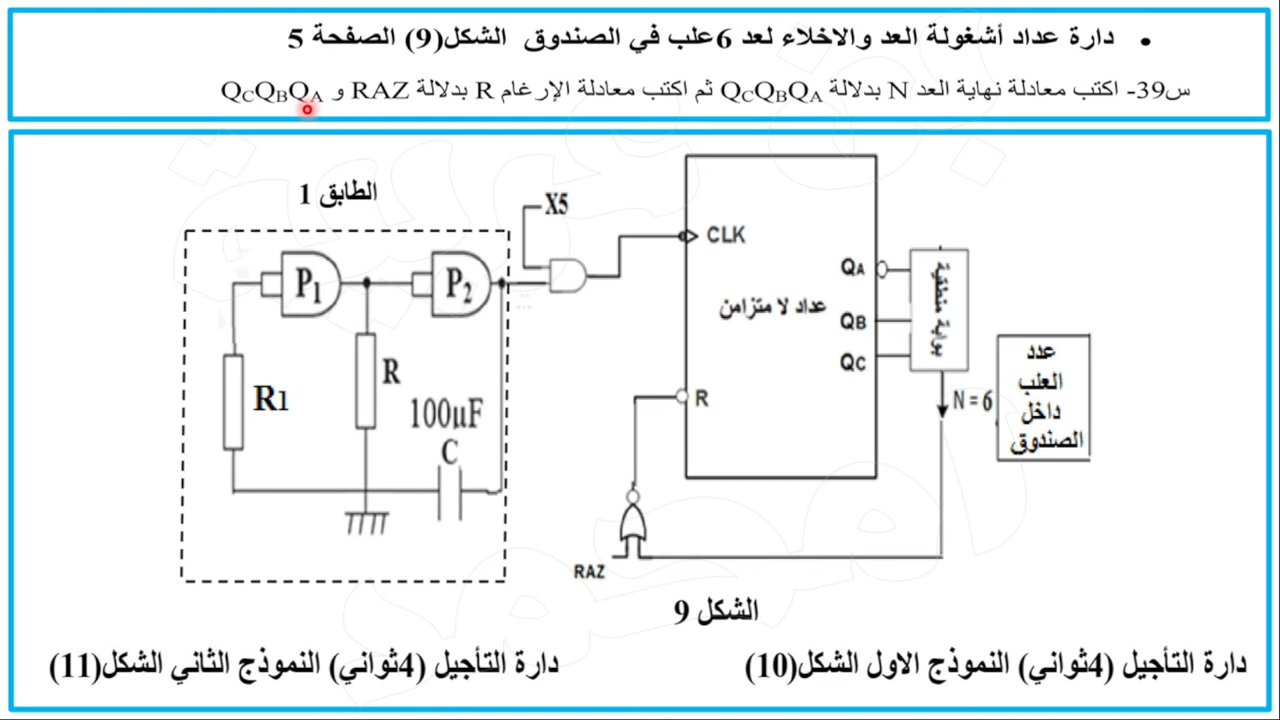 • دارة عداد أشغولة العد والاخلاء لعد 6علب في الصندوق الشكل(9) الصفحة 5
س39- اكتب معادلة نهاية العد N بدلالة QCQBQA ثم اكتب معادلة الإرغام R بدلالة RAZ و QCQBQA
الطابق 1
X5
CLK
P1
P2
QA
عداد لا متزامن
QB
بوابة منطقية
QC
R
R1
100µF
C
R
N = 6
عدد
العلب
داخل
الصندوق
RAZ
الشكل 9
دارة التأجيل (4ثواني) النموذج الاول الشكل(10)
دارة التأجيل (4ثواني) النموذج الثاني الشكل(11)